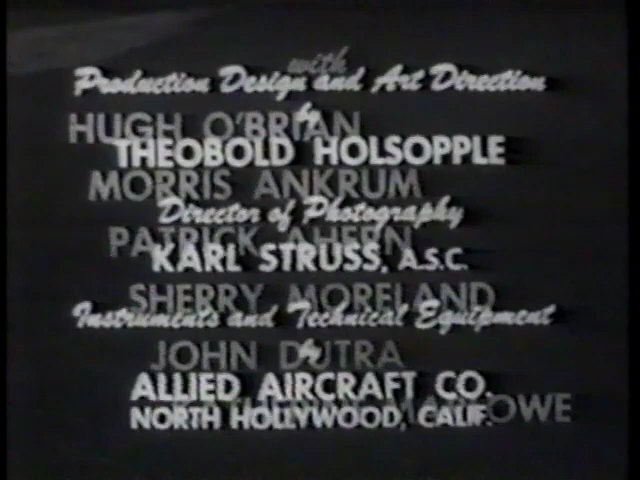 with
Production Design and Art Direction
by
HUGH O'BRIAN
THEOBOLD HOLSOPPLE
MORRIS ANKRUM
Director of Photography
PATRICK AHERN
KARL STRUSS, A.S.C.
SHERRY MORELAND
Instruments and Technical Equipment
by
JOHN DUTRA
ALLIED AIRCRAFT CO.
NORTH HOLLYWOOD, CALIF.